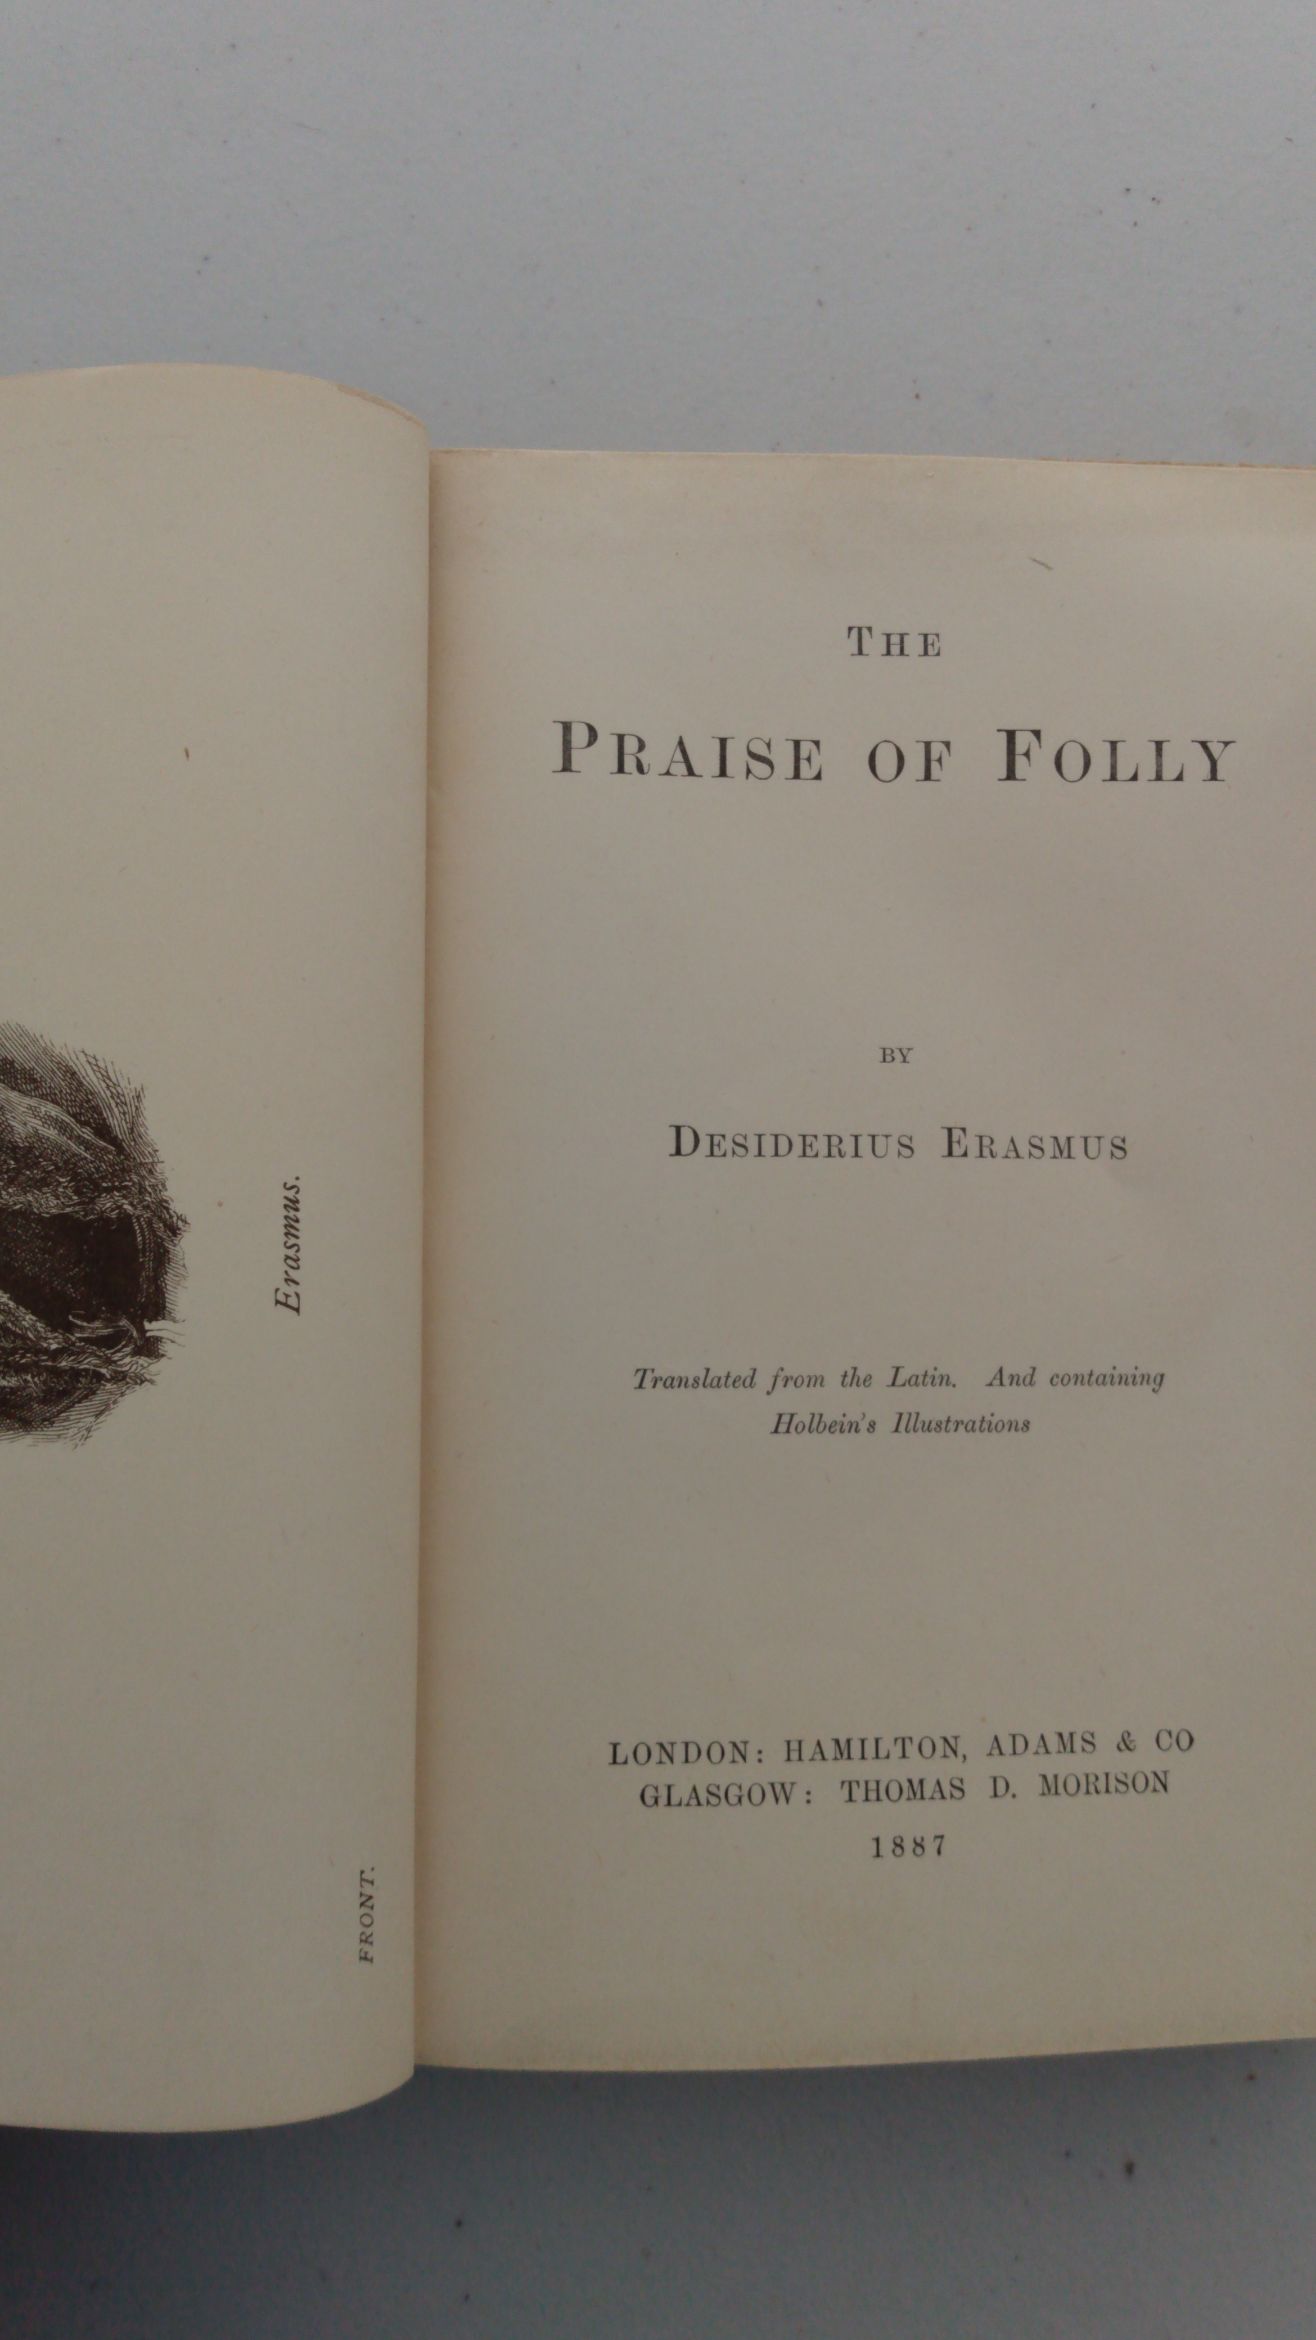 Erasmus.
FRONT.
THE
PRAISE OF FOLLY
BY
DESIDERIUS ERASMUS
Translated from the Latin. And containing
Holbein's Illustrations
LONDON: HAMILTON, ADAMS & CO
GLASGOW: THOMAS D. MORISON
1887